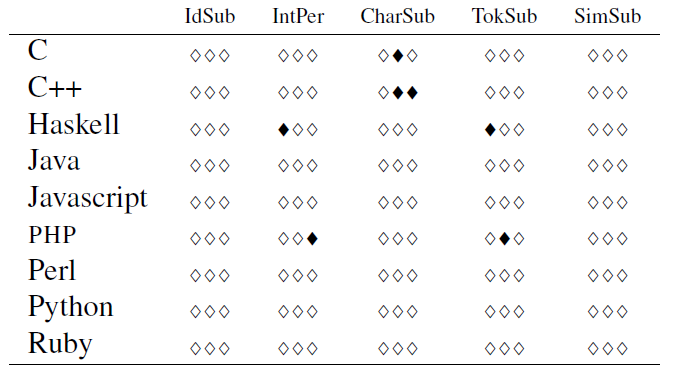 IdSub IntPer CharSub TokSub SimSub
C ◇◇◇ ◇◇◇ ◇◆◇ ◇◇◇ ◇◇◇
C++ ◇◇◇ ◇◇◇ ◇◆◆ ◇◇◇ ◇◇◇
Haskell ◇◇◇ ◆◇◇ ◇◇◇ ◆◇◇ ◇◇◇
Java ◇◇◇ ◇◇◇ ◇◇◇ ◇◇◇ ◇◇◇
Javascript ◇◇◇ ◇◇◇ ◇◇◇ ◇◇◇ ◇◇◇
PHP ◇◇◇ ◇◇◆ ◇◇◇ ◇◆◇ ◇◇◇
Perl ◇◇◇ ◇◇◇ ◇◇◇ ◇◇◇ ◇◇◇
Python ◇◇◇ ◇◇◇ ◇◇◇ ◇◇◇ ◇◇◇
Ruby ◇◇◇ ◇◇◇ ◇◇◇ ◇◇◇ ◇◇◇